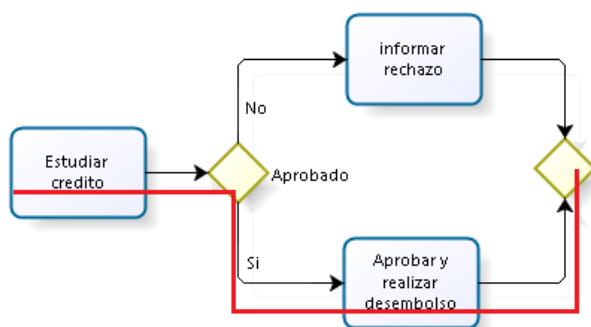 informar
rechazo
No
Estudiar
credito
Aprobado
Si
Aprobar y
realizar
desembolso